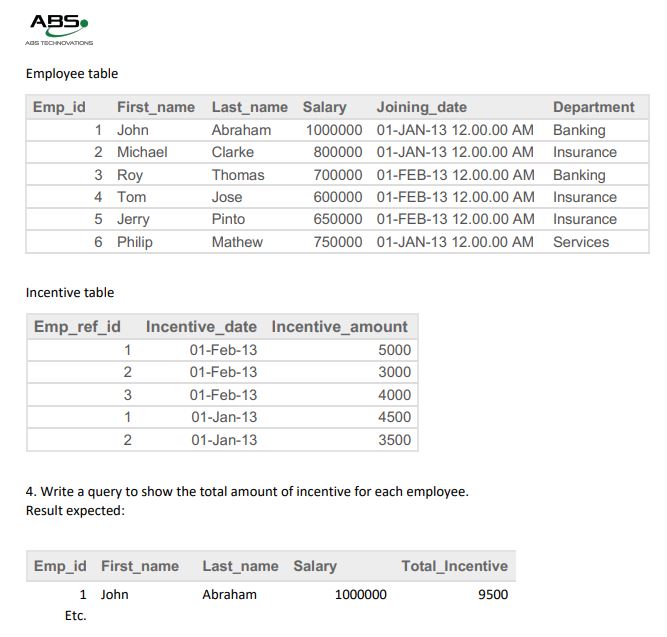 ABS
ABS TECHNOVATIONS
Employee table
Emp_id First_name Last_name Salary Joining_date Department
1 John Abraham 1000000 01-JAN-13 12.00.00 AM Banking
2 Michael Clarke 800000 01-JAN-13 12.00.00 AM Insurance
3 Roy Thomas 700000 01-FEB-13 12.00.00 AM Banking
4 Tom Jose 600000 01-FEB-13 12.00.00 AM Insurance
5 Jerry Pinto 650000 01-FEB-13 12.00.00 AM Insurance
6 Philip Mathew 750000 01-JAN-13 12.00.00 AM Services
Incentive table
Emp_ref_id Incentive_date Incentive_amount
1 01-Feb-13 5000
2 01-Feb-13 3000
3 01-Feb-13 4000
1 01-Jan-13 4500
2 01-Jan-13 3500
4. Write a query to show the total amount of incentive for each employee.
Result expected:
Emp_id First_name Last_name Salary Total_Incentive
1 John Abraham 1000000 9500
Etc.